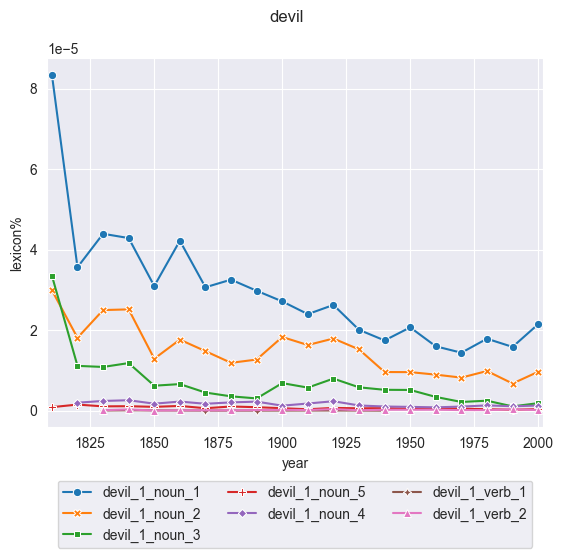 devil
1e−5
8
6
4
2
0
lexicon%
1825 1850 1875 1900 1925 1950 1975 2000
year
devil_1_noun_1 devil_1_noun_5 devil_1_verb_1
devil_1_noun_2 devil_1_noun_4 devil_1_verb_2
devil_1_noun_3